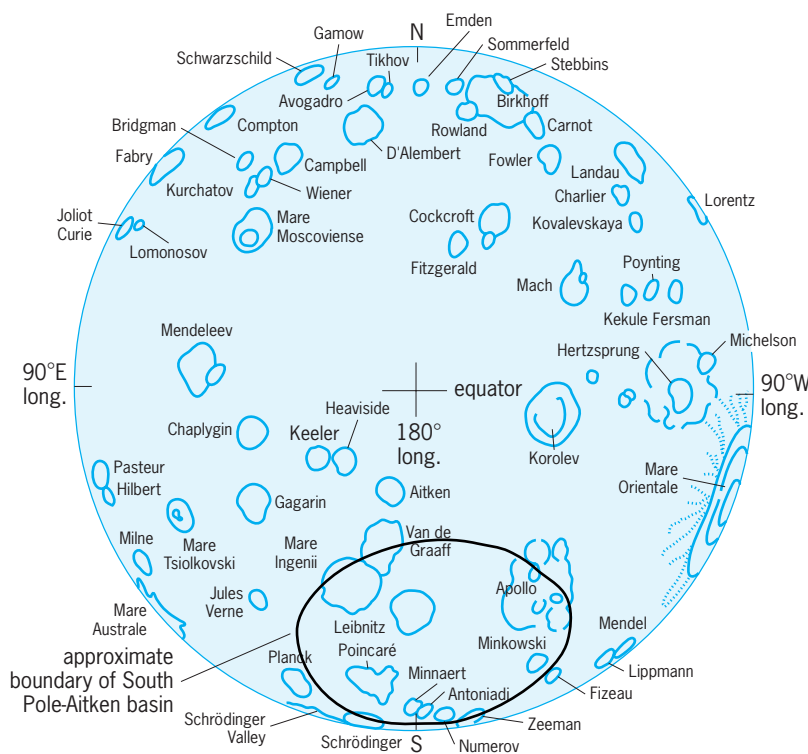 Emden
N
Gamow
Sommerfeld
Schwarzschild
Tikhov
Stebbins
Avogadro
Birkhoff
Bridgman
Compton
Rowland
Carnot
Fabry
Campbell
D'Alembert
Fowler
Landau
Kurchatov
Wiener
Charlier
Lorentz
Joliot
Curie
Mare
Moscoviense
Cockcroft
Kovalevskaya
Lomonosov
Fitzgerald
Mach
Poynting
Kekule Fersman
Mendeleev
Michelson
Hertzsprung
90°E
long.
equator
90°W
long.
Heaviside
180°
long.
Chaplygin
Keeler
Korolev
Pasteur
Hilbert
Mare
Orientale
Gagarin
Aitken
Milne
Mare
Tsiolkovski
Mare
Ingenii
Van de
Graaff
Jules
Verne
Apollo
Mare
Australe
Leibnitz
Mendel
approximate
boundary of South
Pole-Aitken basin
Planck
Poincaré
Minkowski
Lippmann
Minnaert
Fizeau
Antoniadi
Schrödinger
Valley
Schrödinger
S
Numerov
Zeeman